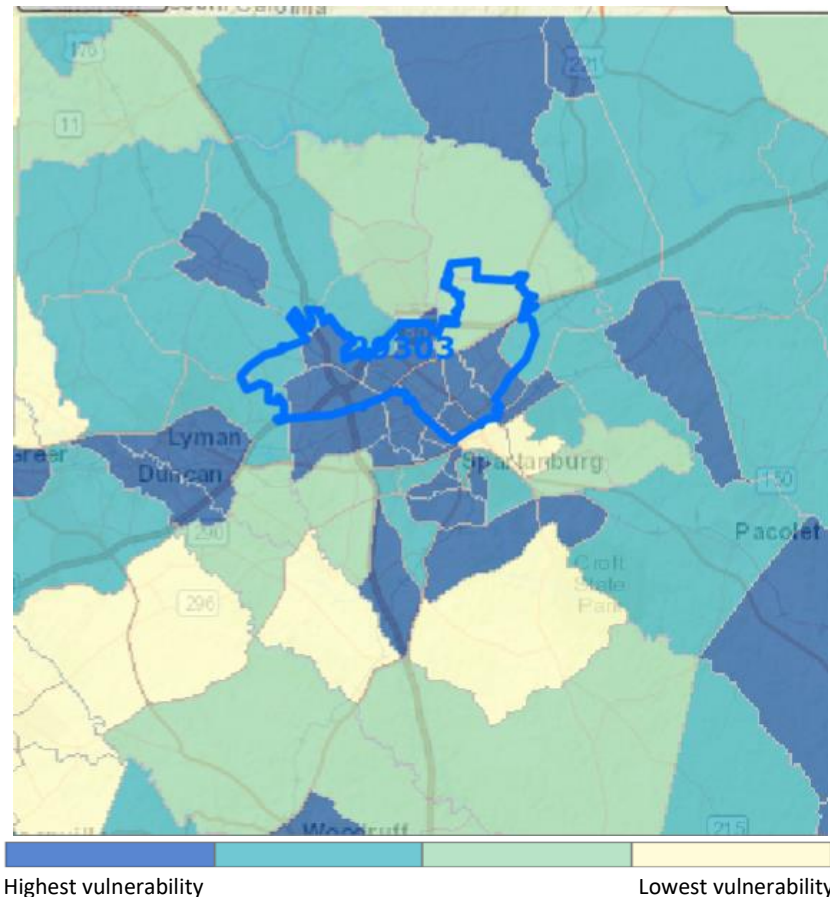 176
221
11
29303
Lyman
Greer
Duncan
Spartanburg
150
Pacolet
290
Croft
State
Park
296
Woodruff
215
Highest vulnerability
Lowest vulnerability